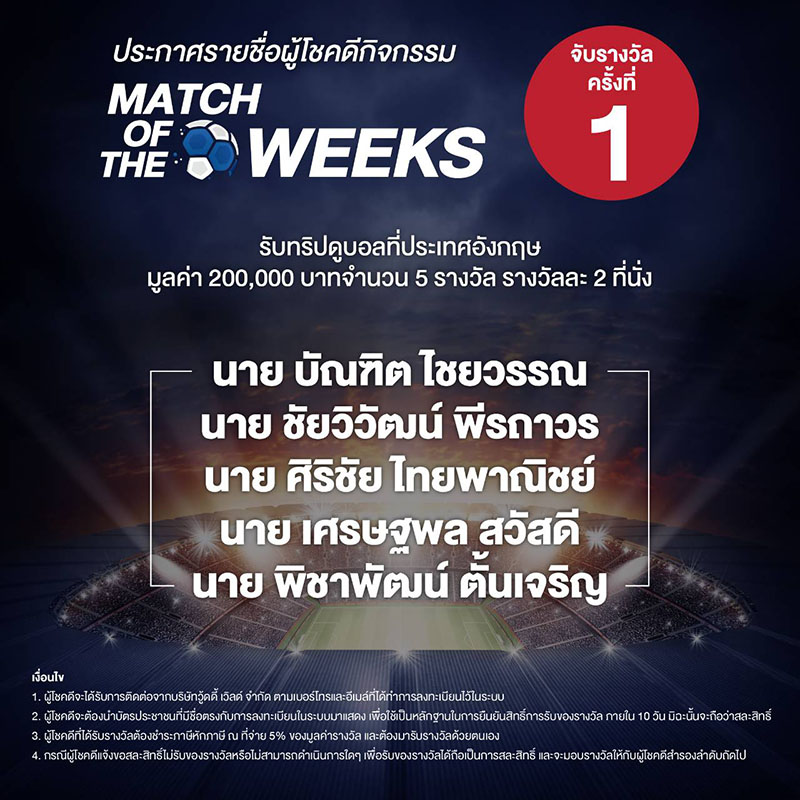 ประกาศรายชื่อผู้โชคดีกิจกรรม
MATCH
OF
THE WEEKS
จับรางวัล
ครั้งที่
1
รับทริปดูบอลที่ประเทศอังกฤษ
มูลค่า 200,000 บาทจำนวน 5 รางวัล รางวัลละ 2 ที่นั่ง
นาย บัณฑิต ไชยวรรณ
นาย ชัยวิวัฒน์ พีรถาวร
นาย ศิริชัย ไทยพาณิชย์
นาย เศรษฐพล สวัสดี
นาย พิชาพัฒน์ ตั้นเจริญ
เงื่อนไข
1. ผู้โชคดีจะได้รับการติดต่อจากบริษัทวู้ดดี้ เวิลด์ จำกัด ตามเบอร์โทรและอีเมล์ที่ได้ทำการลงทะเบียนไว้ในระบบ
2. ผู้โชคดีจะต้องนำบัตรประชาชนที่มีชื่อตรงกับการลงทะเบียนในระบบมาแสดง เพื่อใช้เป็นหลักฐานในการยืนยันสิทธิ์การรับของรางวัล ภายใน 10 วัน มิฉะนั้นจะถือว่าสละสิทธิ์
3. ผู้โชคดีที่ได้รับรางวัลต้องชำระภาษีหักภาษี ณ ที่จ่าย 5% ของมูลค่ารางวัล และต้องมารับรางวัลด้วยตนเอง
4. กรณีผู้โชคดีแจ้งขอสละสิทธิ์ไม่รับของรางวัลหรือไม่สามารถดำเนินการใดๆ เพื่อรับของรางวัลได้ถือเป็นการสละสิทธิ์ และจะมอบรางวัลให้กับผู้โชคดีสำรองลำดับถัดไป